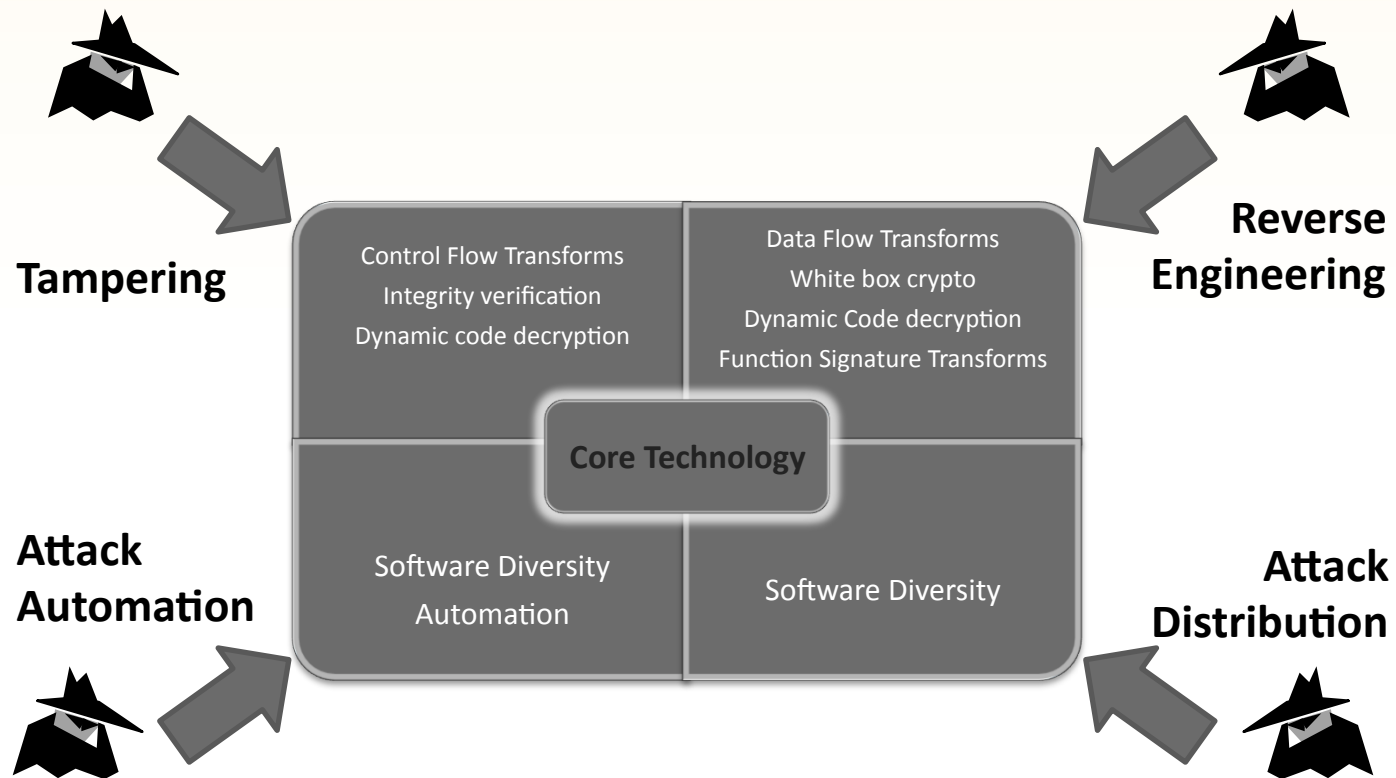 Tampering
Reverse
Engineering
Control Flow Transforms
Integrity verification
Dynamic code decryption
Data Flow Transforms
White box crypto
Dynamic Code decryption
Function Signature Transforms
Core Technology
Attack
Automation
Software Diversity
Automation
Software Diversity
Attack
Distribution